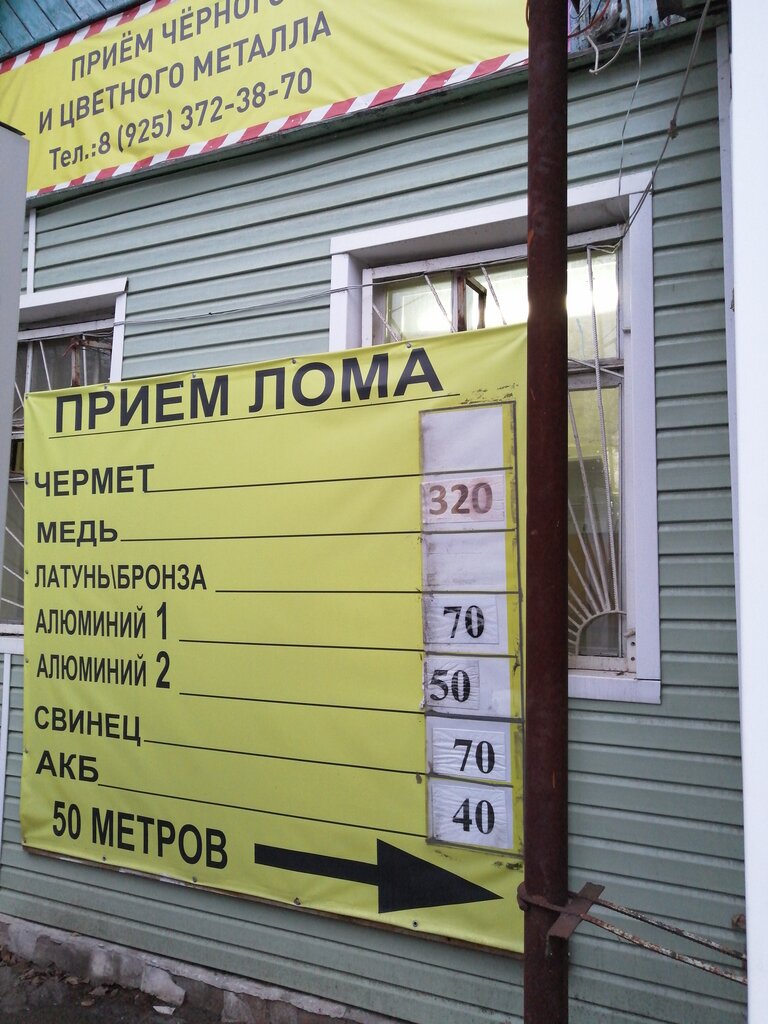 ПРИЁМ ЧЁРНОГО
И ЦВЕТНОГО МЕТАЛЛА
Тел.:8 (925) 372-38-70
ПРИЕМ ЛОМА
ЧЕРМЕТ
МЕДЬ 320
ЛАТУНЬ\БРОНЗА
АЛЮМИНИЙ 1 70
АЛЮМИНИЙ 2 50
СВИНЕЦ 70
АКБ 40
50 МЕТРОВ